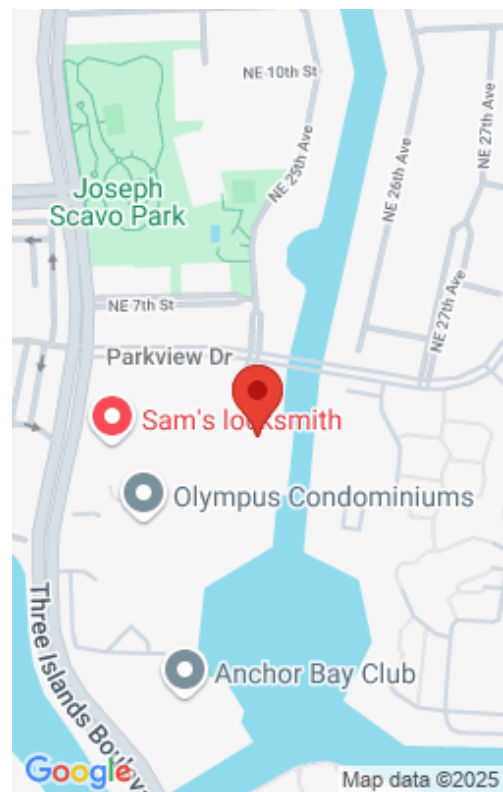 NE 10th St
NE 25th Ave
NE 26th Ave
NE 27th Ave
Joseph
Scavo Park
NE 7th St
NE 27th Ave
Parkview Dr
Sam's locksmith
Olympus Condominiums
Three Islands Boulev
Anchor Bay Club
Google
Map data ©2025